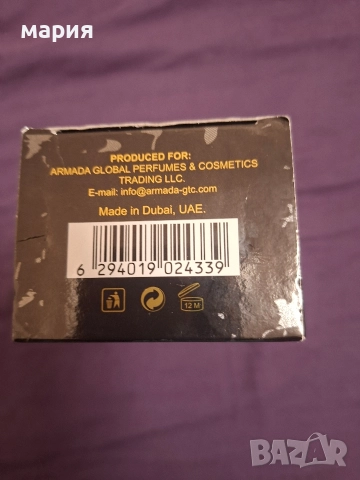 мария
PRODUCED FOR:
ARMADA GLOBAL PERFUMES & COSMETICS
TRADING LLC.
E-mail: info@armada-gtc.com
Made in Dubai, UAE.
6 294019 024339
12 M
BAZAR